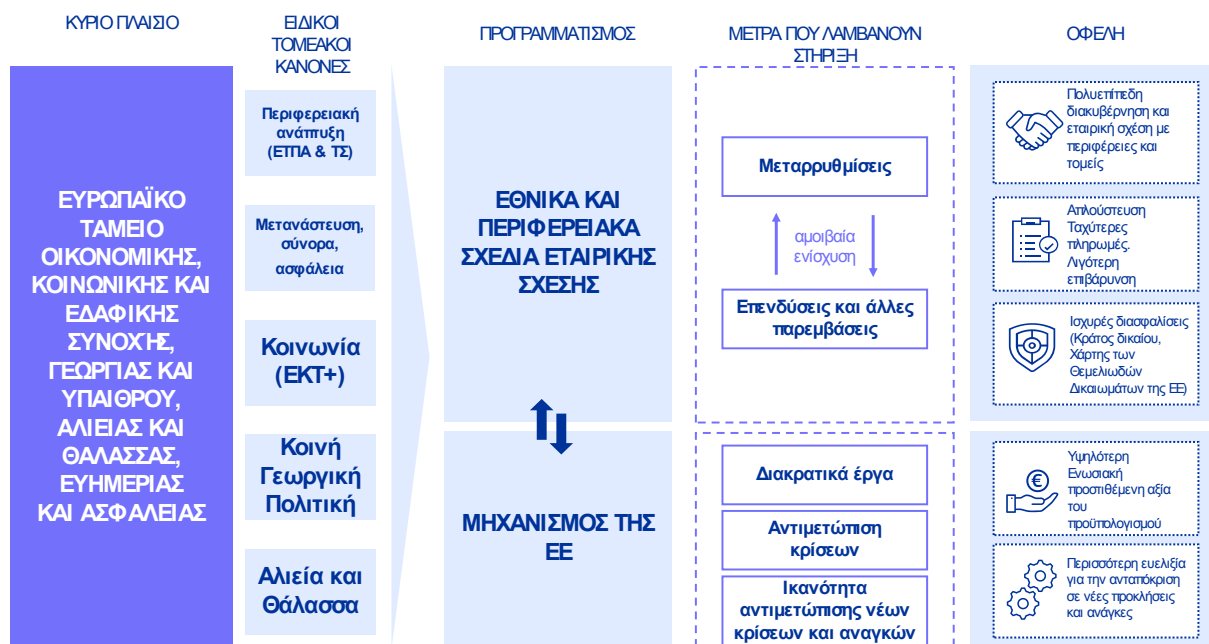 ΚΥΡΙΟ ΠΛΑΙΣΙΟ
ΕΙΔΙΚΟΙ
ΤΟΜΕΑΚΟΙ
ΚΑΝΟΝΕΣ
ΠΡΟΓΡΑΜΜΑΤΙΣΜΟΣ
ΜΕΤΡΑ ΠΟΥ ΛΑΜΒΑΝΟΥΝ
ΣΤΗΡΙΞΗ
ΟΦΕΛΗ
ΕΥΡΩΠΑΪΚΟ
ΤΑΜΕΙΟ
ΟΙΚΟΝΟΜΙΚΗΣ,
ΚΟΙΝΩΝΙΚΗΣ ΚΑΙ
ΕΔΑΦΙΚΗΣ
ΣΥΝΟΧΉΣ,
ΓΕΩΡΓΙΑΣ ΚΑΙ
ΥΠΑΙΘΡΟΥ,
ΑΛΙΕΙΑΣ ΚΑΙ
ΘΑΛΑΣΣΑΣ,
ΕΥΗΜΕΡΙΑΣ
ΚΑΙ ΑΣΦΑΛΕΙΑΣ
Περιφερειακή
ανάπτυξη
(ΕΤΠΑ & ΤΣ)
Μετανάστευση,
σύνορα,
ασφάλεια
Κοινωνία
(ΕΚΤ+)
Κοινή
Γεωργική
Πολιτική
Αλιεία και
Θάλασσα
ΕΘΝΙΚΑ ΚΑΙ
ΠΕΡΙΦΕΡΕΙΑΚΑ
ΣΧΕΔΙΑ ΕΤΑΙΡΙΚΗΣ
ΣΧΕΣΗΣ
ΜΗΧΑΝΙΣΜΟΣ ΤΗΣ
ΕΕ
Μεταρρυθμίσεις
αμοιβαία
ενίσχυση
Επενδύσεις και άλλες
παρεμβάσεις
Διακρατικά έργα
Αντιμετώπιση
κρίσεων
Ικανότητα
αντιμετώπισης νέων
κρίσεων και αναγκών
Πολυεπίπεδη
διακυβέρνηση και
εταιρική σχέση με
περιφέρειες και
τομείς
Απλούστευση
Ταχύτερες
πληρωμές.
Λιγότερη
επιβάρυνση
Ισχυρές διασφαλίσεις
(Κράτος δικαίου,
Χάρτης των
Θεμελιωδών
Δικαιωμάτων της ΕΕ)
Υψηλότερη
Ενωσιακή
προστιθέμενη αξία
του
προϋπολογισμού
Περισσότερη ευελιξία
για την ανταπόκριση
σε νέες προκλήσεις
και ανάγκες